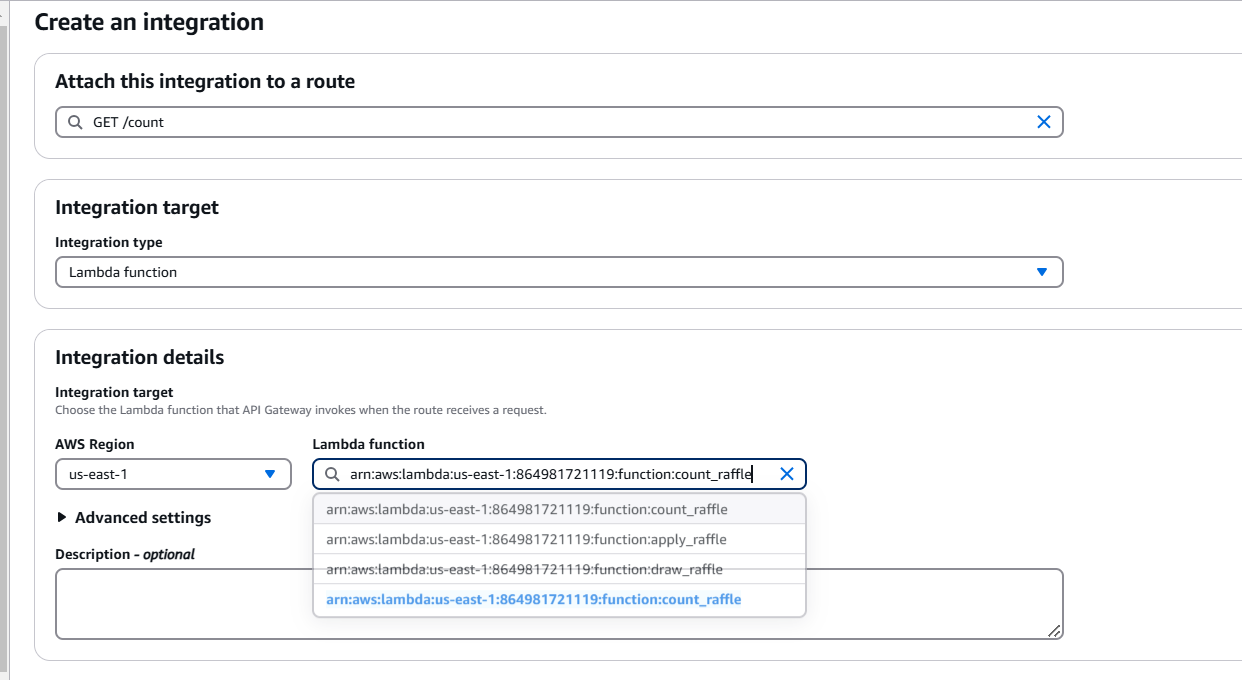 Create an integration
Attach this integration to a route
GET /count
Integration target
Integration type
Lambda function
Integration details
Integration target
Choose the Lambda function that API Gateway invokes when the route receives a request.
AWS Region
Lambda function
us-east-1
arn:aws:lambda:us-east-1:864981721119:function:count_raffle
arn:aws:lambda:us-east-1:864981721119:function:count_raffle
arn:aws:lambda:us-east-1:864981721119:function:apply_raffle
arn:aws:lambda:us-east-1:864981721119:function:draw_raffle
arn:aws:lambda:us-east-1:864981721119:function:count_raffle
Advanced settings
Description - optional